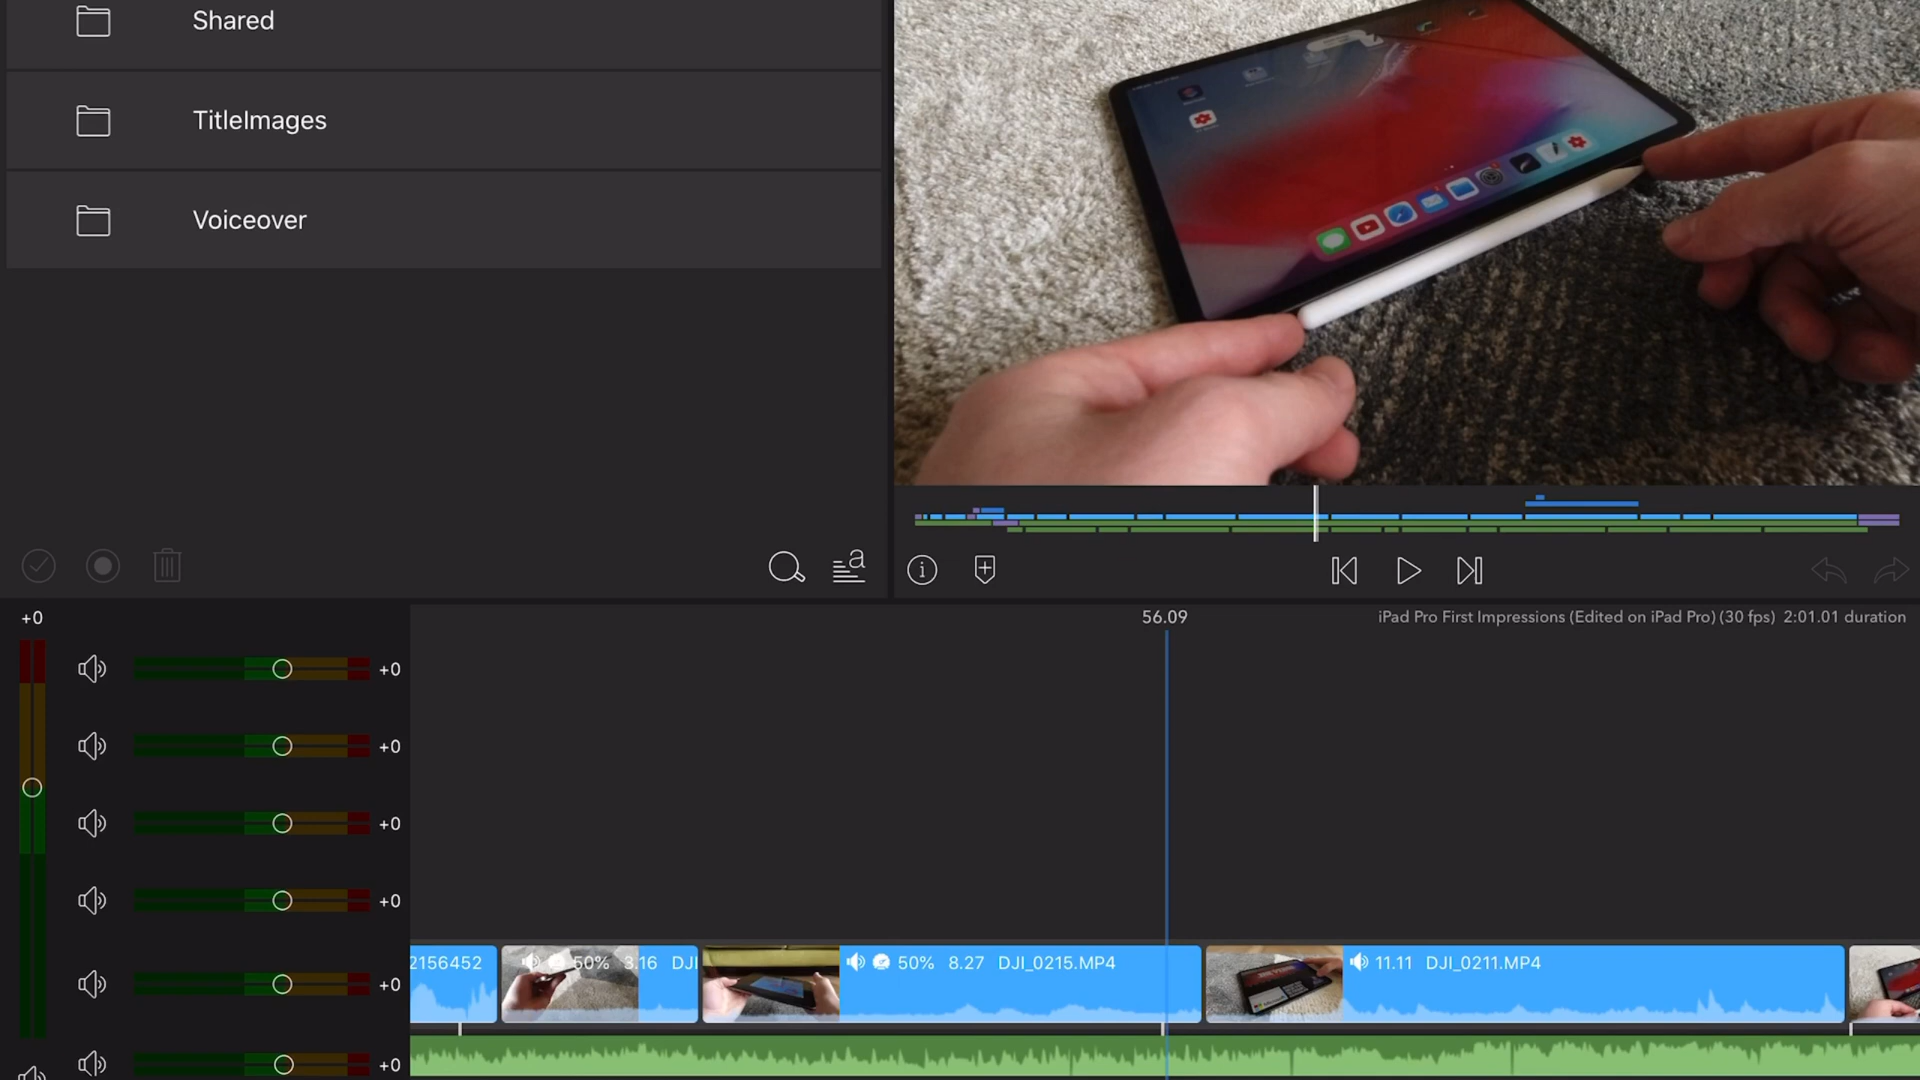 Shared
TitleImages
Voiceover
a
+0
56.09
iPad Pro First Impressions (Edited on iPad Pro) (30 fps) 2:01.01 duration
+0
+0
+0
+0
2156452
50% 3.16 DJI
50% 8.27 DJI_0215.MP4
11.11 DJI_0211.MP4
+0
+0